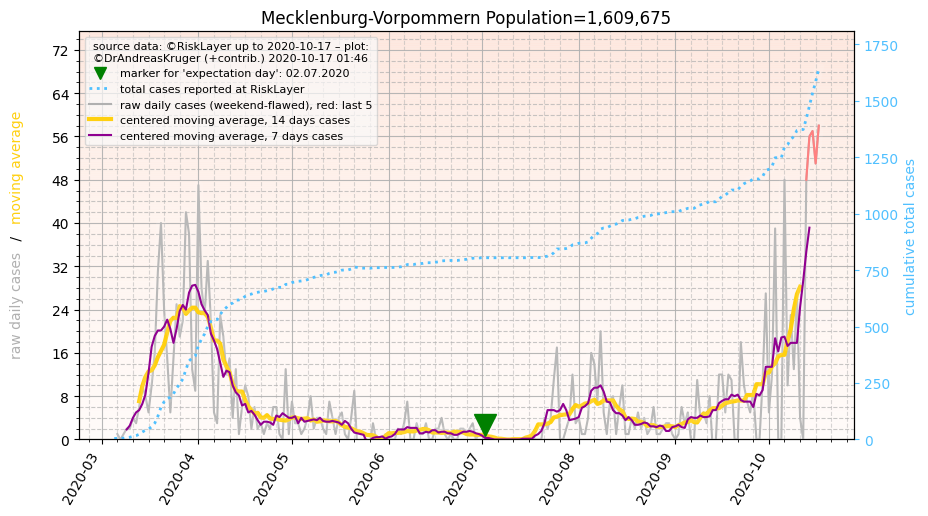 Mecklenburg-Vorpommern Population=1,609,675
source data: ©RiskLayer up to 2020-10-17 – plot:
©DrAndreasKruger (+contrib.) 2020-10-17 01:46
marker for 'expectation day': 02.07.2020
total cases reported at RiskLayer
raw daily cases (weekend-flawed), red: last 5
centered moving average, 14 days cases
centered moving average, 7 days cases
raw daily cases / moving average
72
64
56
48
40
32
24
16
8
0
1750
1500
1250
1000
750
500
250
0
cumulative total cases
2020-03
2020-04
2020-05
2020-06
2020-07
2020-08
2020-09
2020-10